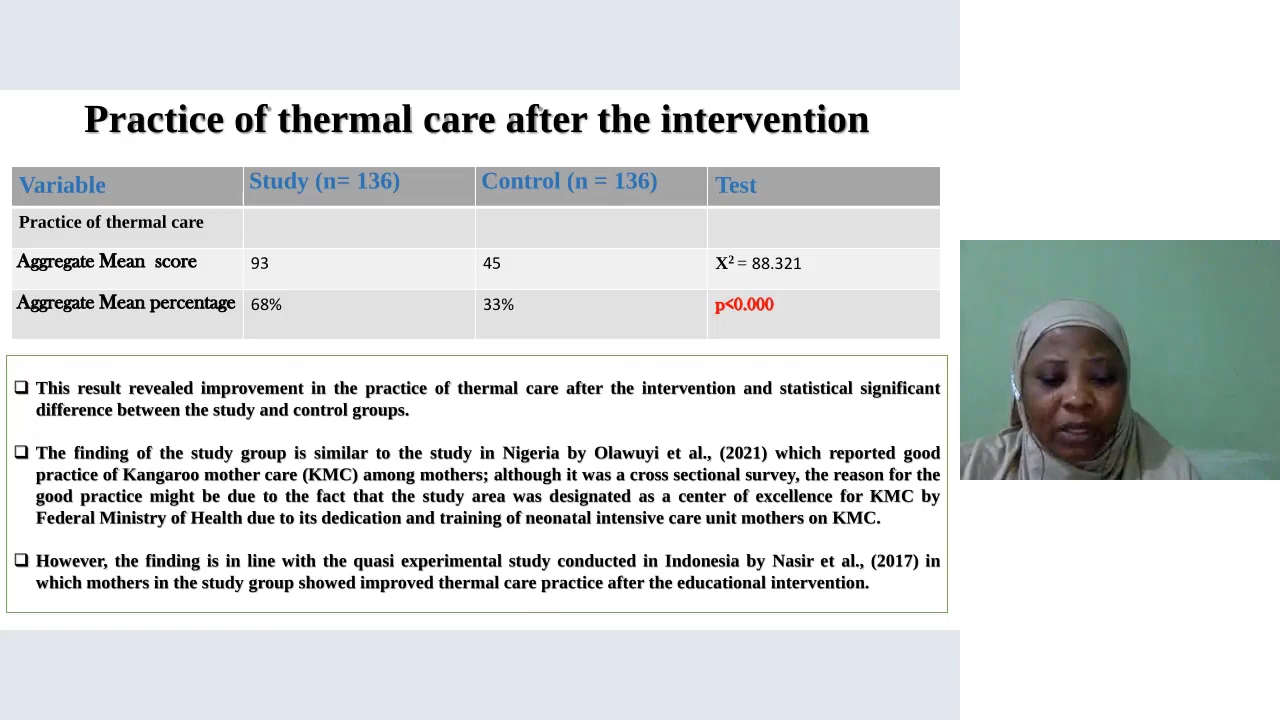 Practice of thermal care after the intervention
Variable Study (n= 136) Control (n = 136) Test
Practice of thermal care
Aggregate Mean score 93 45 X² = 88.321
Aggregate Mean percentage 68% 33% p<0.000
❑ This result revealed improvement in the practice of thermal care after the intervention and statistical significant
difference between the study and control groups.
❑ The finding of the study group is similar to the study in Nigeria by Olawuyi et al., (2021) which reported good
practice of Kangaroo mother care (KMC) among mothers; although it was a cross sectional survey, the reason for the
good practice might be due to the fact that the study area was designated as a center of excellence for KMC by
Federal Ministry of Health due to its dedication and training of neonatal intensive care unit mothers on KMC.
❑ However, the finding is in line with the quasi experimental study conducted in Indonesia by Nasir et al., (2017) in
which mothers in the study group showed improved thermal care practice after the educational intervention.